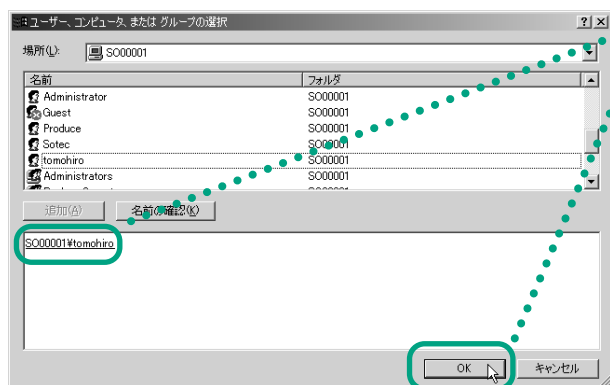 ユーザー、コンピュータ、または グループの選択
場所(L): SO00001
名前 フォルダ
Administrator SO00001
Guest SO00001
Produce SO00001
Sotec SO00001
tomohiro SO00001
Administrators SO00001
追加(A) 名前の確認(K)
SO00001¥tomohiro
OK キャンセル